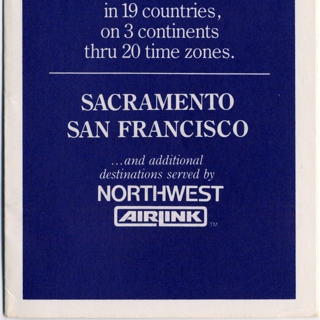 in 19 countries,
on 3 continents
thru 20 time zones.
SACRAMENTO
SAN FRANCISCO
...and additional
destinations served by
NORTHWEST
AIRLINK TM